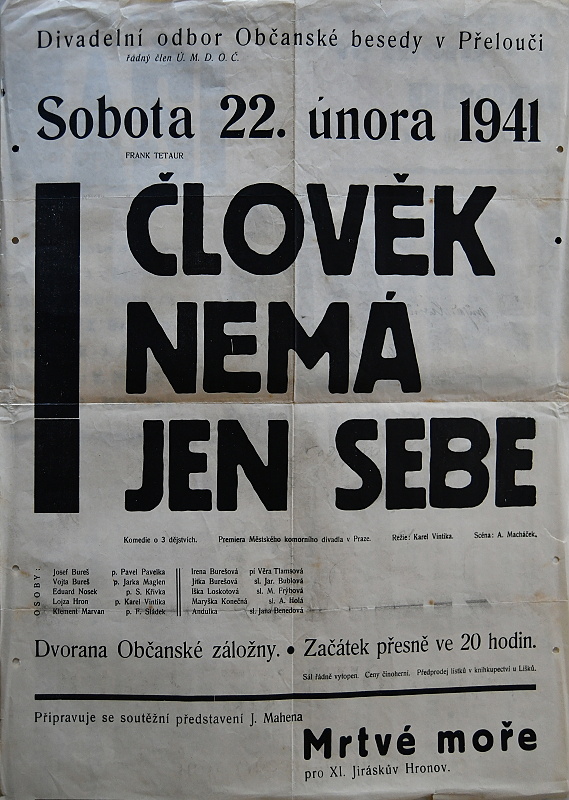 Divadelní odbor Občanské besedy v Přelouči
řádný člen Ú. M. D. O. Č.
Sobota 22. února 1941
FRANK TETAUR
ČLOVĚK
NEMÁ
JEN SEBE
Komedie o 3 dějstvích. Premiera Městského komorního divadla v Praze. Režie: Karel Vintika. Scéna: A. Macháček.
OSOBY:
Josef Bureš p. Pavel Pavelka
Vojta Bureš p. Jarka Maglen
Eduard Nosek p. S. Křivka
Lojza Hron p. Karel Vintika
Klement Marvan p. F. Sládek
Irena Burešová pí Věra Tlamsová
Jitka Burešová sl. Jar. Bublová
Iška Loskotová sl. M. Frýbová
Maryška Konečná sl. A. Holá
Andulka sl. Jana Benedová
Dvorana Občanské záložny. • Začátek přesně ve 20 hodin.
Sál řádně vytopen. Ceny činoherní. Předprodej lístků v knihkupectví u Lišků.
Připravuje se soutěžní představení J. Mahena
Mrtvé moře
pro XI. Jiráskův Hronov.